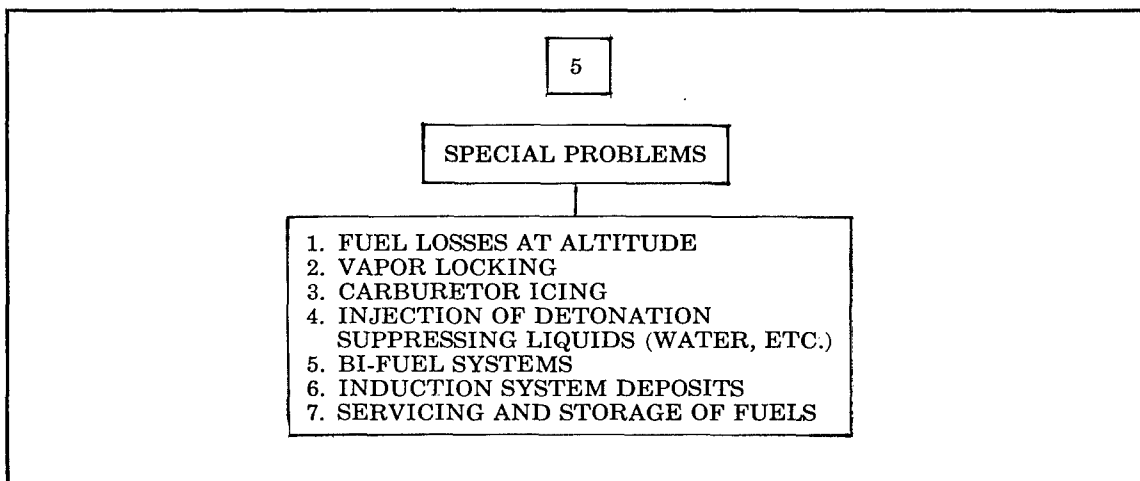 5
SPECIAL PROBLEMS
1. FUEL LOSSES AT ALTITUDE
2. VAPOR LOCKING
3. CARBURETOR ICING
4. INJECTION OF DETONATION
SUPPRESSING LIQUIDS (WATER, ETC.)
5. BI-FUEL SYSTEMS
6. INDUCTION SYSTEM DEPOSITS
7. SERVICING AND STORAGE OF FUELS